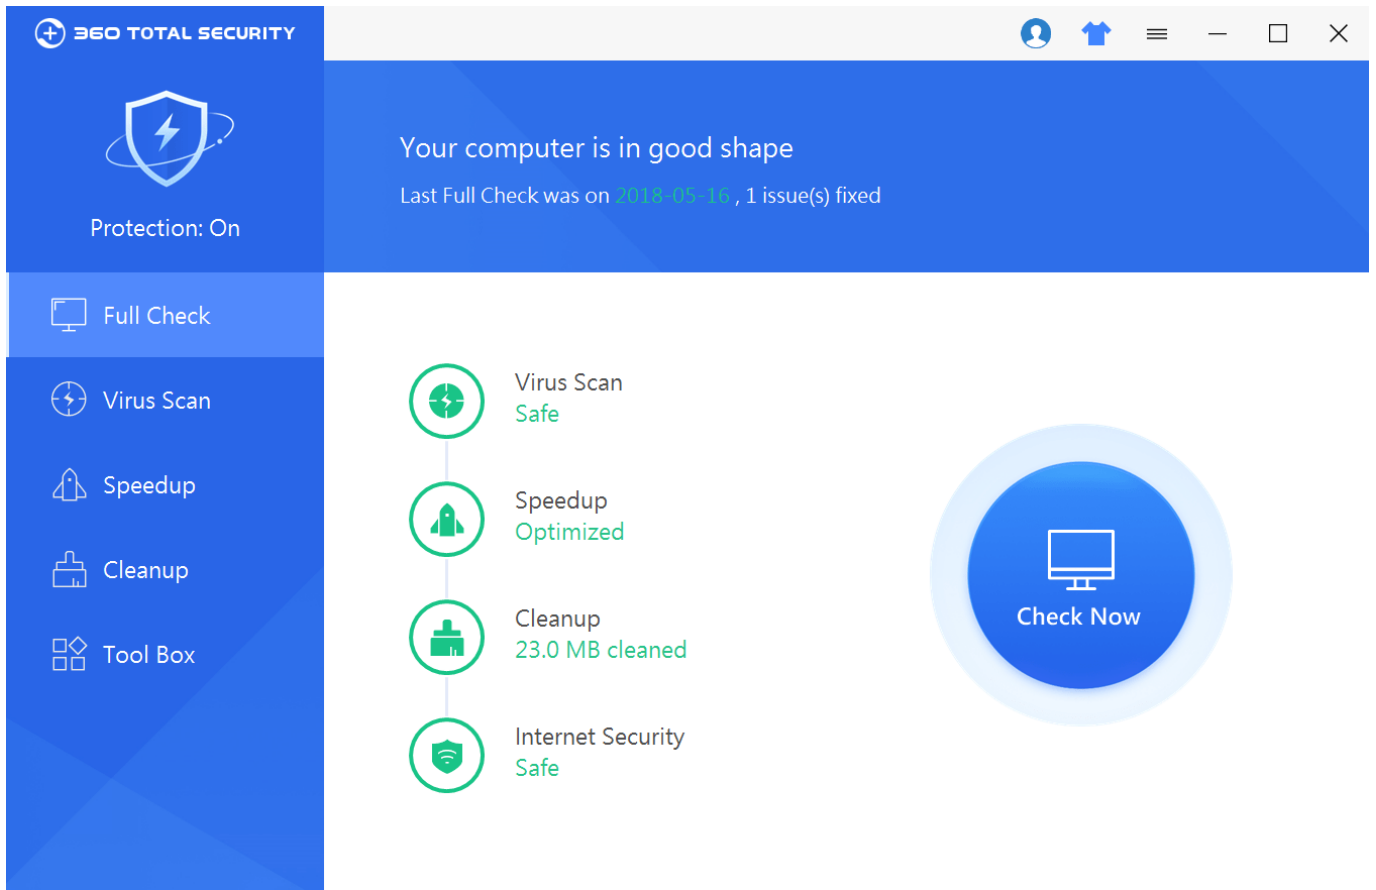 360 TOTAL SECURITY
Protection: On
Full Check
Virus Scan
Speedup
Cleanup
Tool Box
Your computer is in good shape
Last Full Check was on 2018-05-16 , 1 issue(s) fixed
Virus Scan
Safe
Speedup
Optimized
Cleanup
23.0 MB cleaned
Internet Security
Safe
Check Now